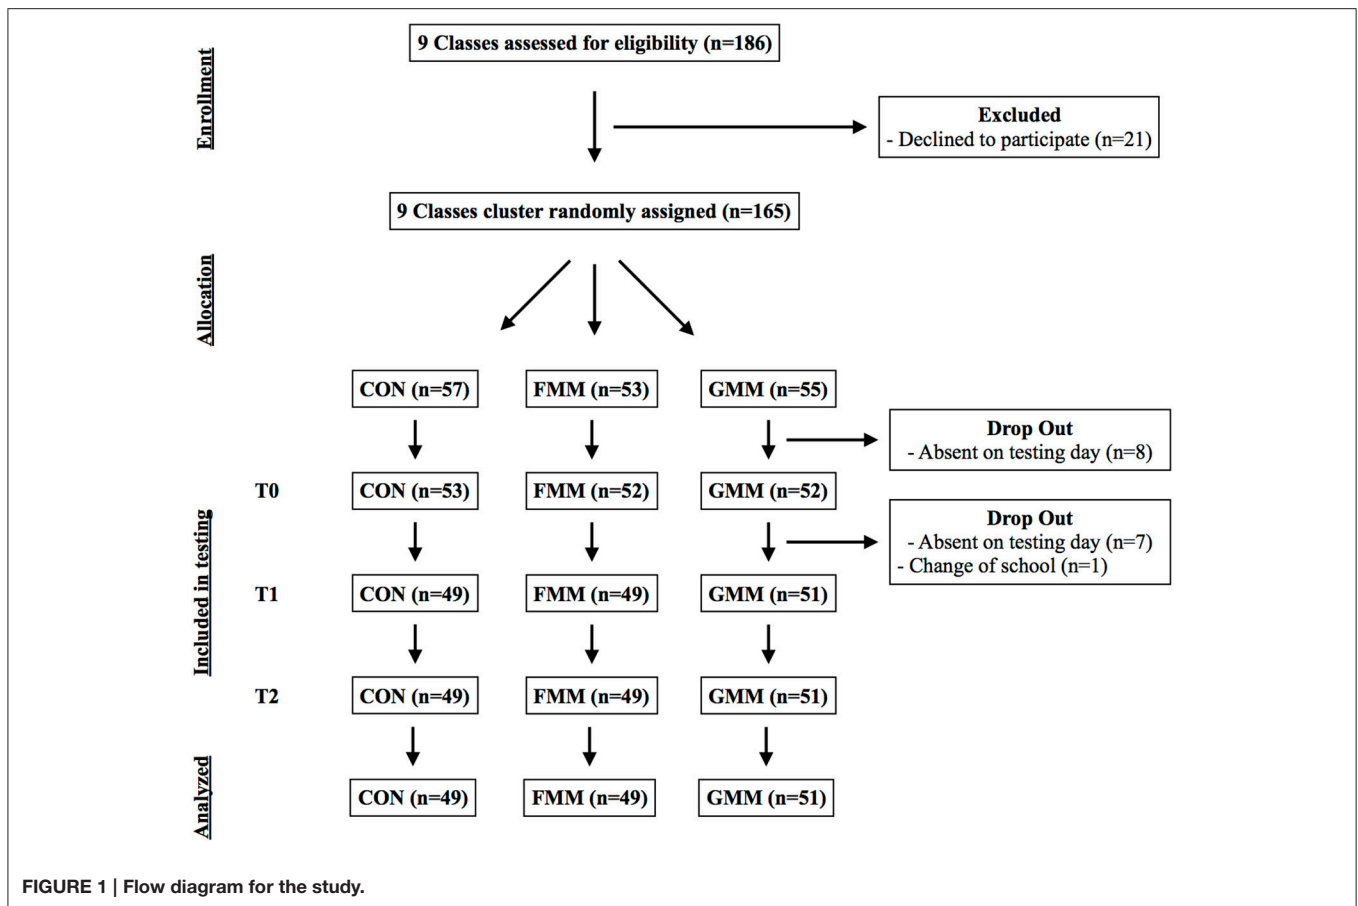 Enrollment
9 Classes assessed for eligibility (n=186)
Excluded
- Declined to participate (n=21)
9 Classes cluster randomly assigned (n=165)
Allocation
CON (n=57)
FMM (n=53)
GMM (n=55)
Drop Out
- Absent on testing day (n=8)
Included in testing
T0
CON (n=53)
FMM (n=52)
GMM (n=52)
Drop Out
- Absent on testing day (n=7)
- Change of school (n=1)
T1
CON (n=49)
FMM (n=49)
GMM (n=51)
T2
CON (n=49)
FMM (n=49)
GMM (n=51)
Analyzed
CON (n=49)
FMM (n=49)
GMM (n=51)
FIGURE 1 | Flow diagram for the study.